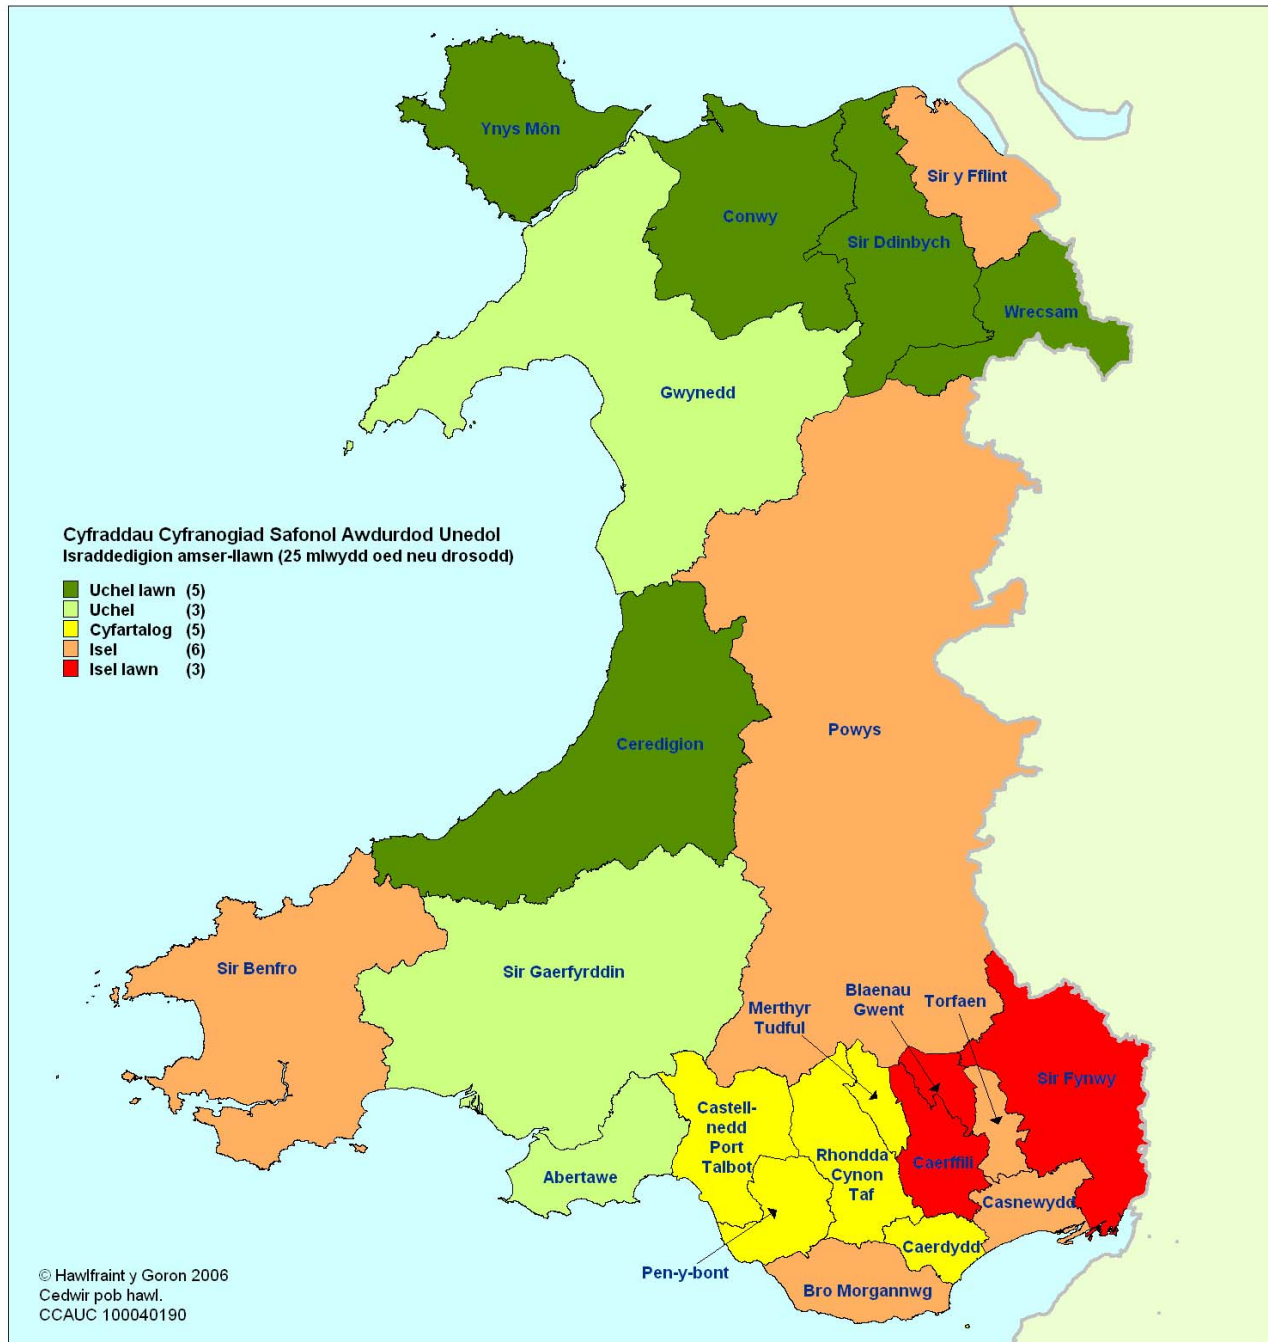 Ynys Môn
Sir y Fflint
Conwy
Sir Ddinbych
Wrecsam
Gwynedd
Cyfraddau Cyfranogiad Safonol Awdurdod Unedol
Israddedigion amser-llawn (25 mlwydd oed neu drosodd)
Uchel Iawn (5)
Uchel (3)
Cyfartalog (5)
Isel (6)
Isel Iawn (3)
Powys
Ceredigion
Sir Benfro
Sir Gaerfyrddin
Merthyr
Tudful
Blaenau
Gwent
Torfaen
Sir Fynwy
Castell-
nedd
Port
Talbot
Rhondda
Cynon
Taf
Caerffili
Abertawe
Casnewydd
Caerdydd
Pen-y-bont
Bro Morgannwg
© Hawlfraint y Goron 2006
Cedwir pob hawl.
CCAUC 100040190